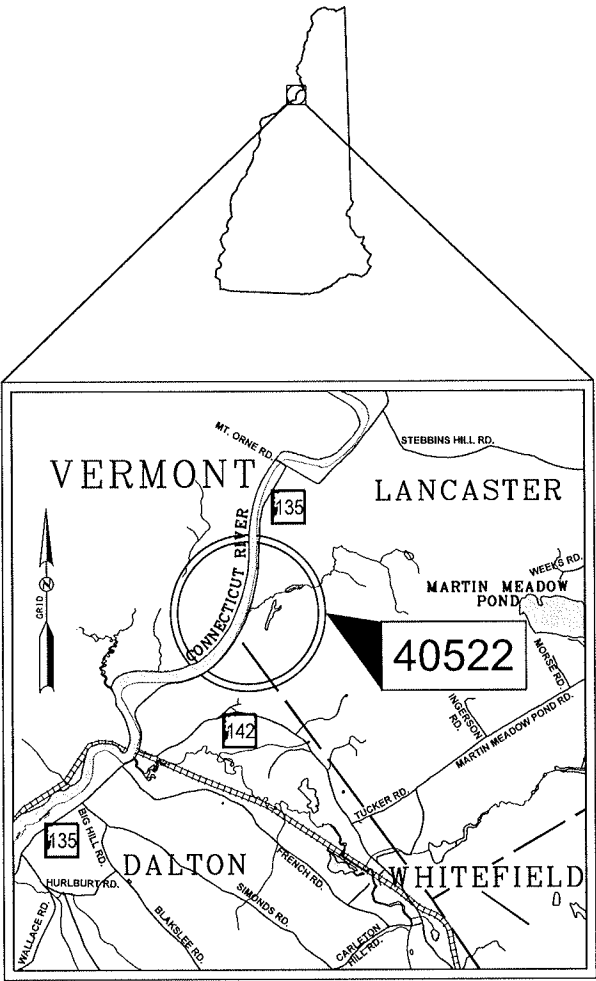 MT. ORNE RD.
STEBBINS HILL RD.
VERMONT
LANCASTER
135
CONNECTICUT RIVER
WEEKS RD.
MARTIN MEADOW
POND
GRID
N
40522
MORSE RD.
INGERSON
RD.
MARTIN MEADOW POND RD.
142
TUCKER RD.
135
BIG HILL RD.
DALTON
FRENCH RD.
WHITEFIELD
HURLBURT RD.
SIMONDS RD.
WALLACE RD.
BLAKSLEE RD.
CARLETON
HILL RD.